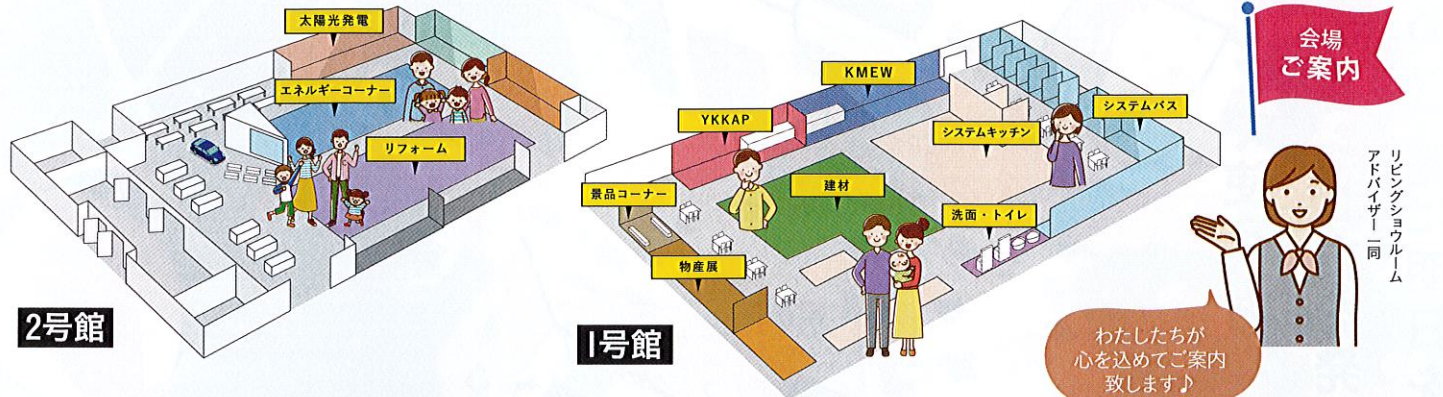 太陽光発電
エネルギーコーナー
リフォーム
2号館
KMEW
YKKAP
システムバス
システムキッチン
景品コーナー
建材
洗面・トイレ
物産展
1号館
会場
ご案内
リビングショウルーム
アドバイザー一同
わたしたちが
心を込めてご案内
致します♪